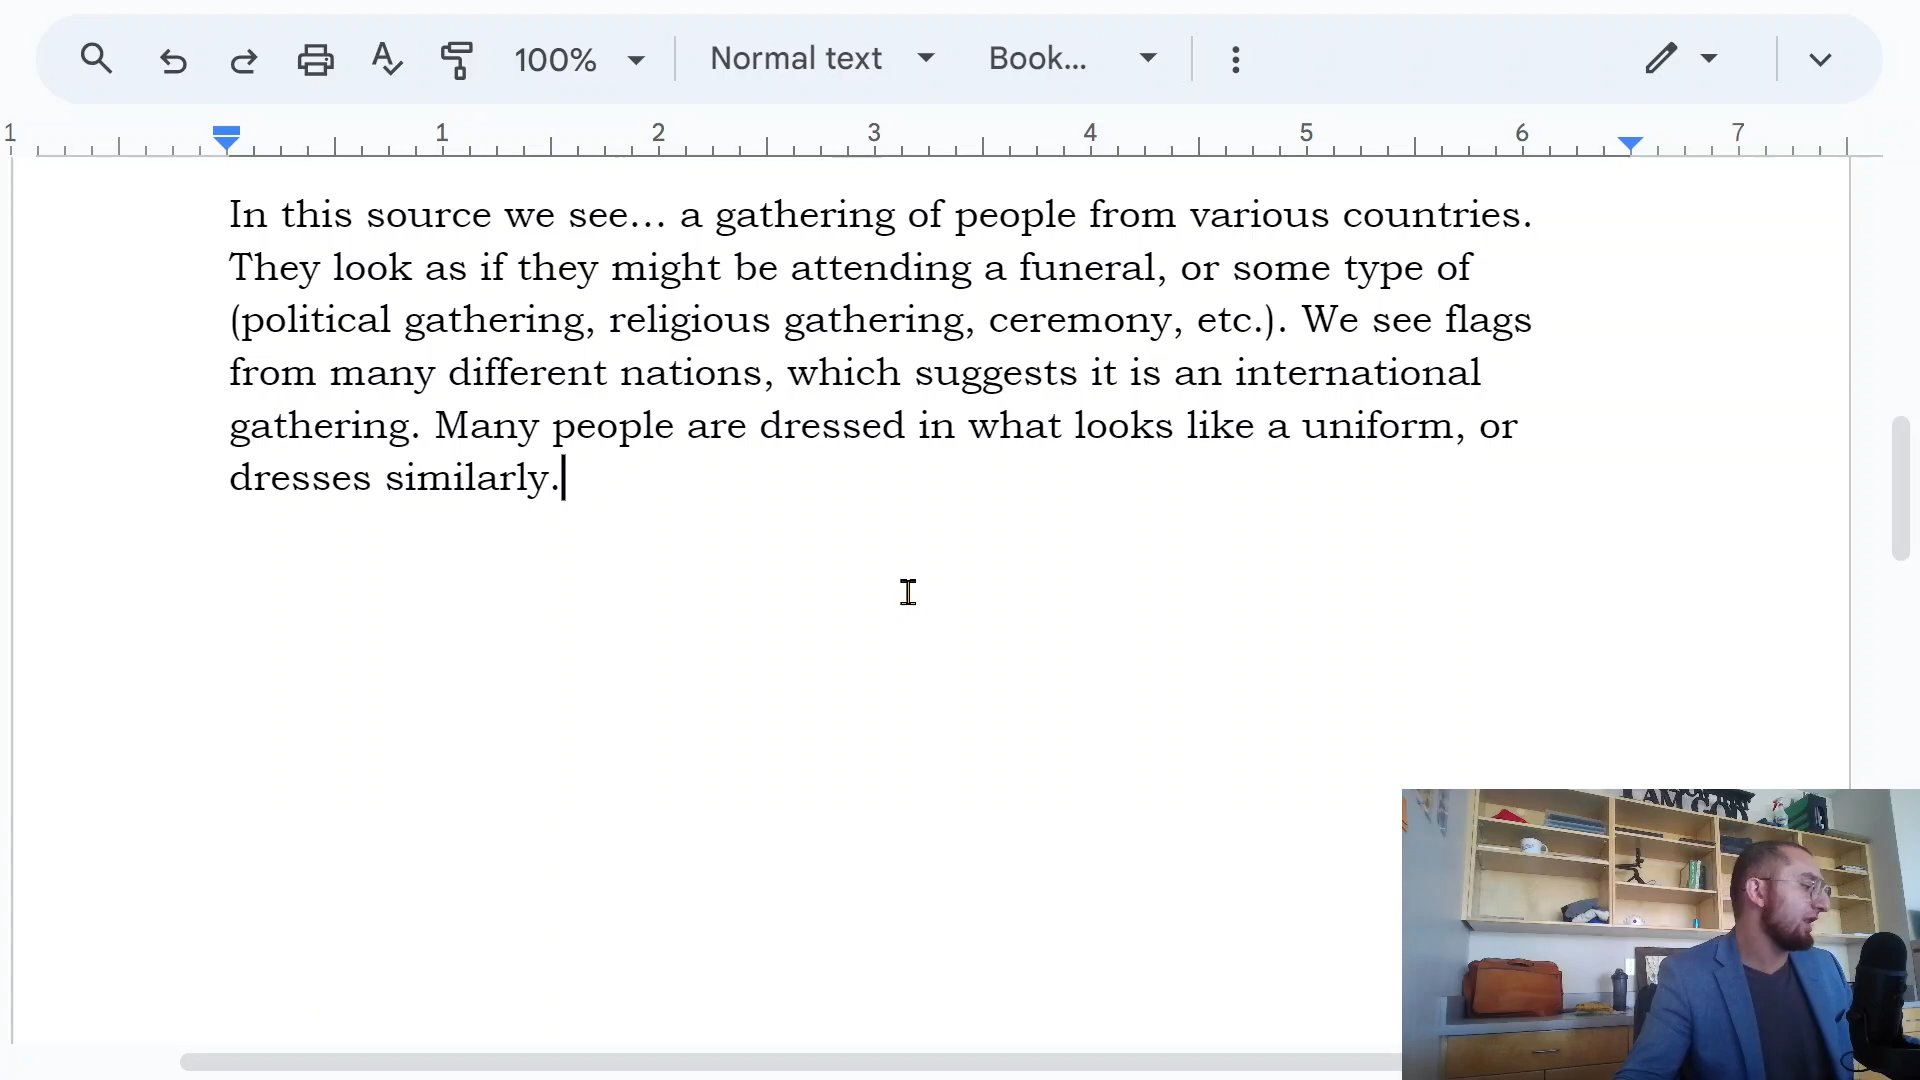 100% Normal text Book...
1 1 2 3 4 5 6 7
In this source we see... a gathering of people from various countries.
They look as if they might be attending a funeral, or some type of
(political gathering, religious gathering, ceremony, etc.). We see flags
from many different nations, which suggests it is an international
gathering. Many people are dressed in what looks like a uniform, or
dresses similarly.
I AM GOD